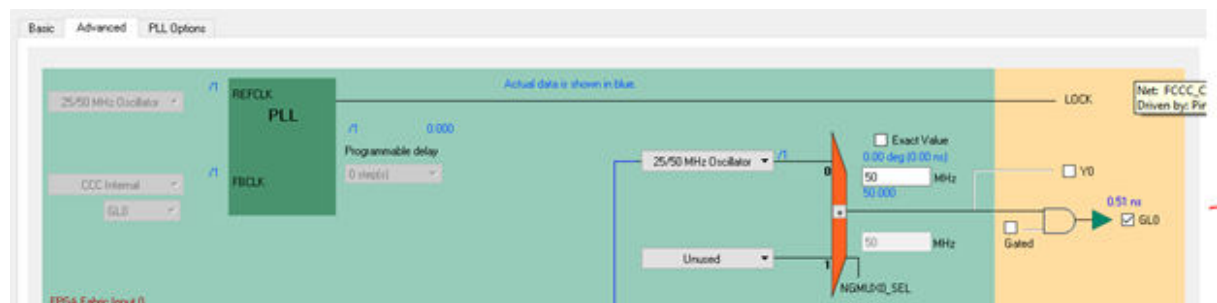 Basic Advanced PLL Options
Actual data is shown in blue.
25/50 MHz Oscillator
/1
REFCLK
PLL
LOCK
Net: FCCC_C
Driven by: Pin
/1 0.000
Programmable delay
0 step(s)
CCC Internal
/1
FBCLK
GL0
25/50 MHz Oscillator
/1
0
Exact Value
0.00 deg (0.00 ns)
50 MHz
50.000
Y0
0.51 ns
GL0
Gated
50 MHz
Unused
1
NGMUX0_SEL
FPGA Fabric Input 0